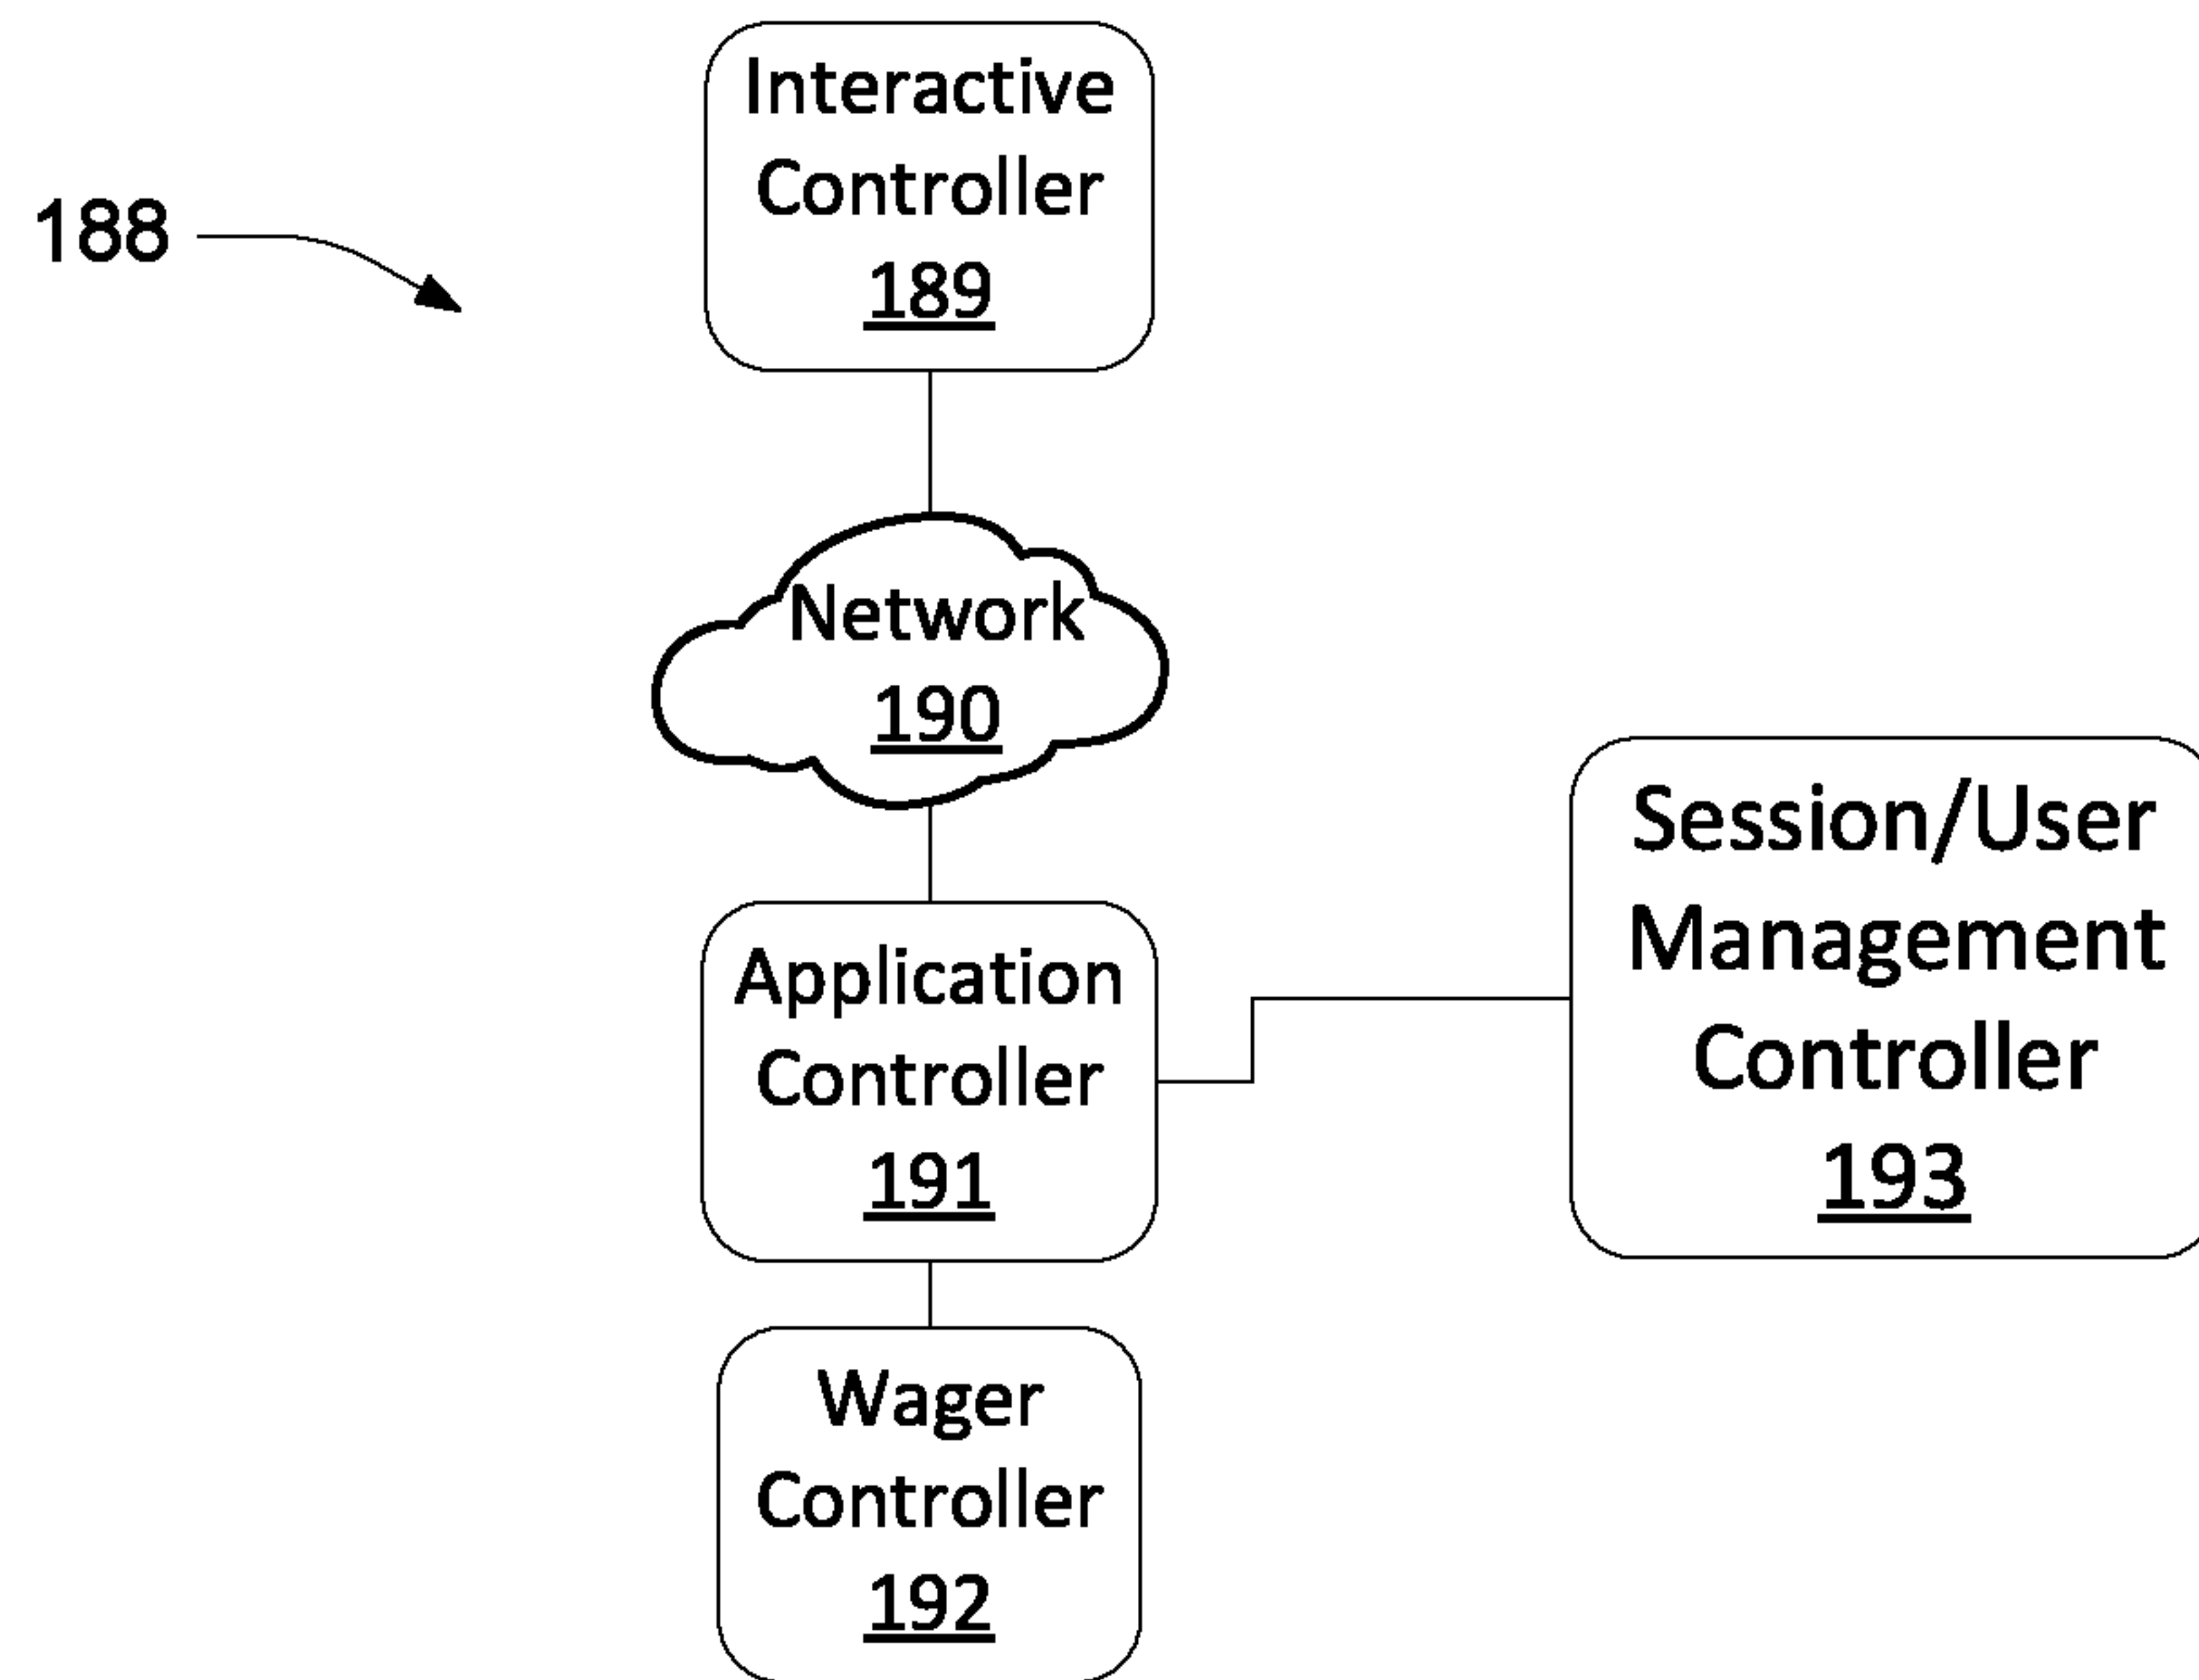 188
Interactive
Controller
189
Network
190
Application
Controller
191
Session/User
Management
Controller
193
Wager
Controller
192